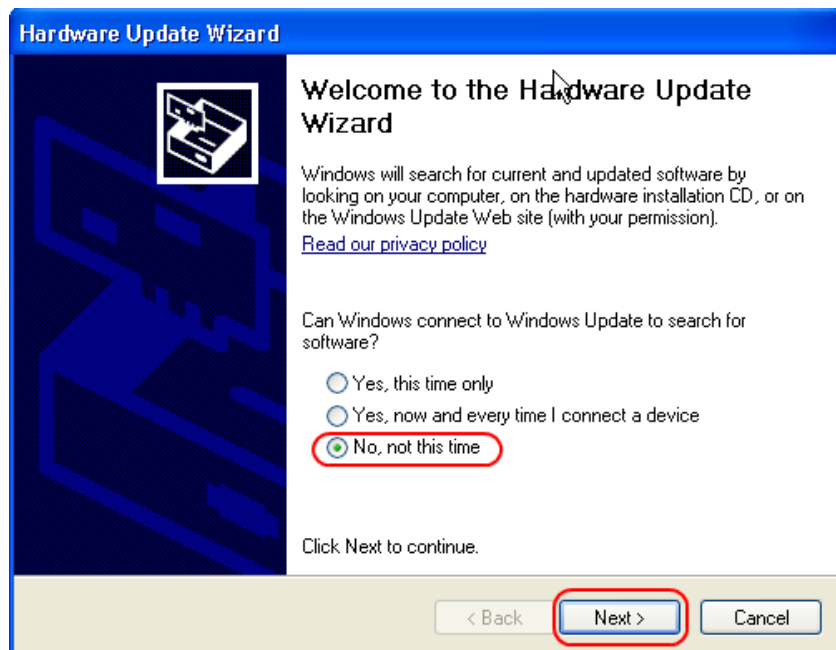 Hardware Update Wizard
Welcome to the Hardware Update
Wizard
Windows will search for current and updated software by
looking on your computer, on the hardware installation CD, or on
the Windows Update Web site (with your permission).
Read our privacy policy
Can Windows connect to Windows Update to search for
software?
Yes, this time only
Yes, now and every time I connect a device
No, not this time
Click Next to continue.
< Back Next > Cancel